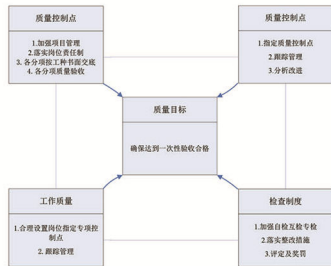 质量控制点
1.加强项目管理
2.落实岗位责任制
3. 各分项按工种书面交底
4. 各分项质量验收
质量控制点
1.指定质量控制点
2.跟踪管理
3.分析改进
质量目标
确保达到一次性验收合格
工作质量
1.合理设置岗位指定专项控
制点
2. 跟踪管理
检查制度
1.加强自检互检专检
2.落实整改措施
3.评定及奖罚